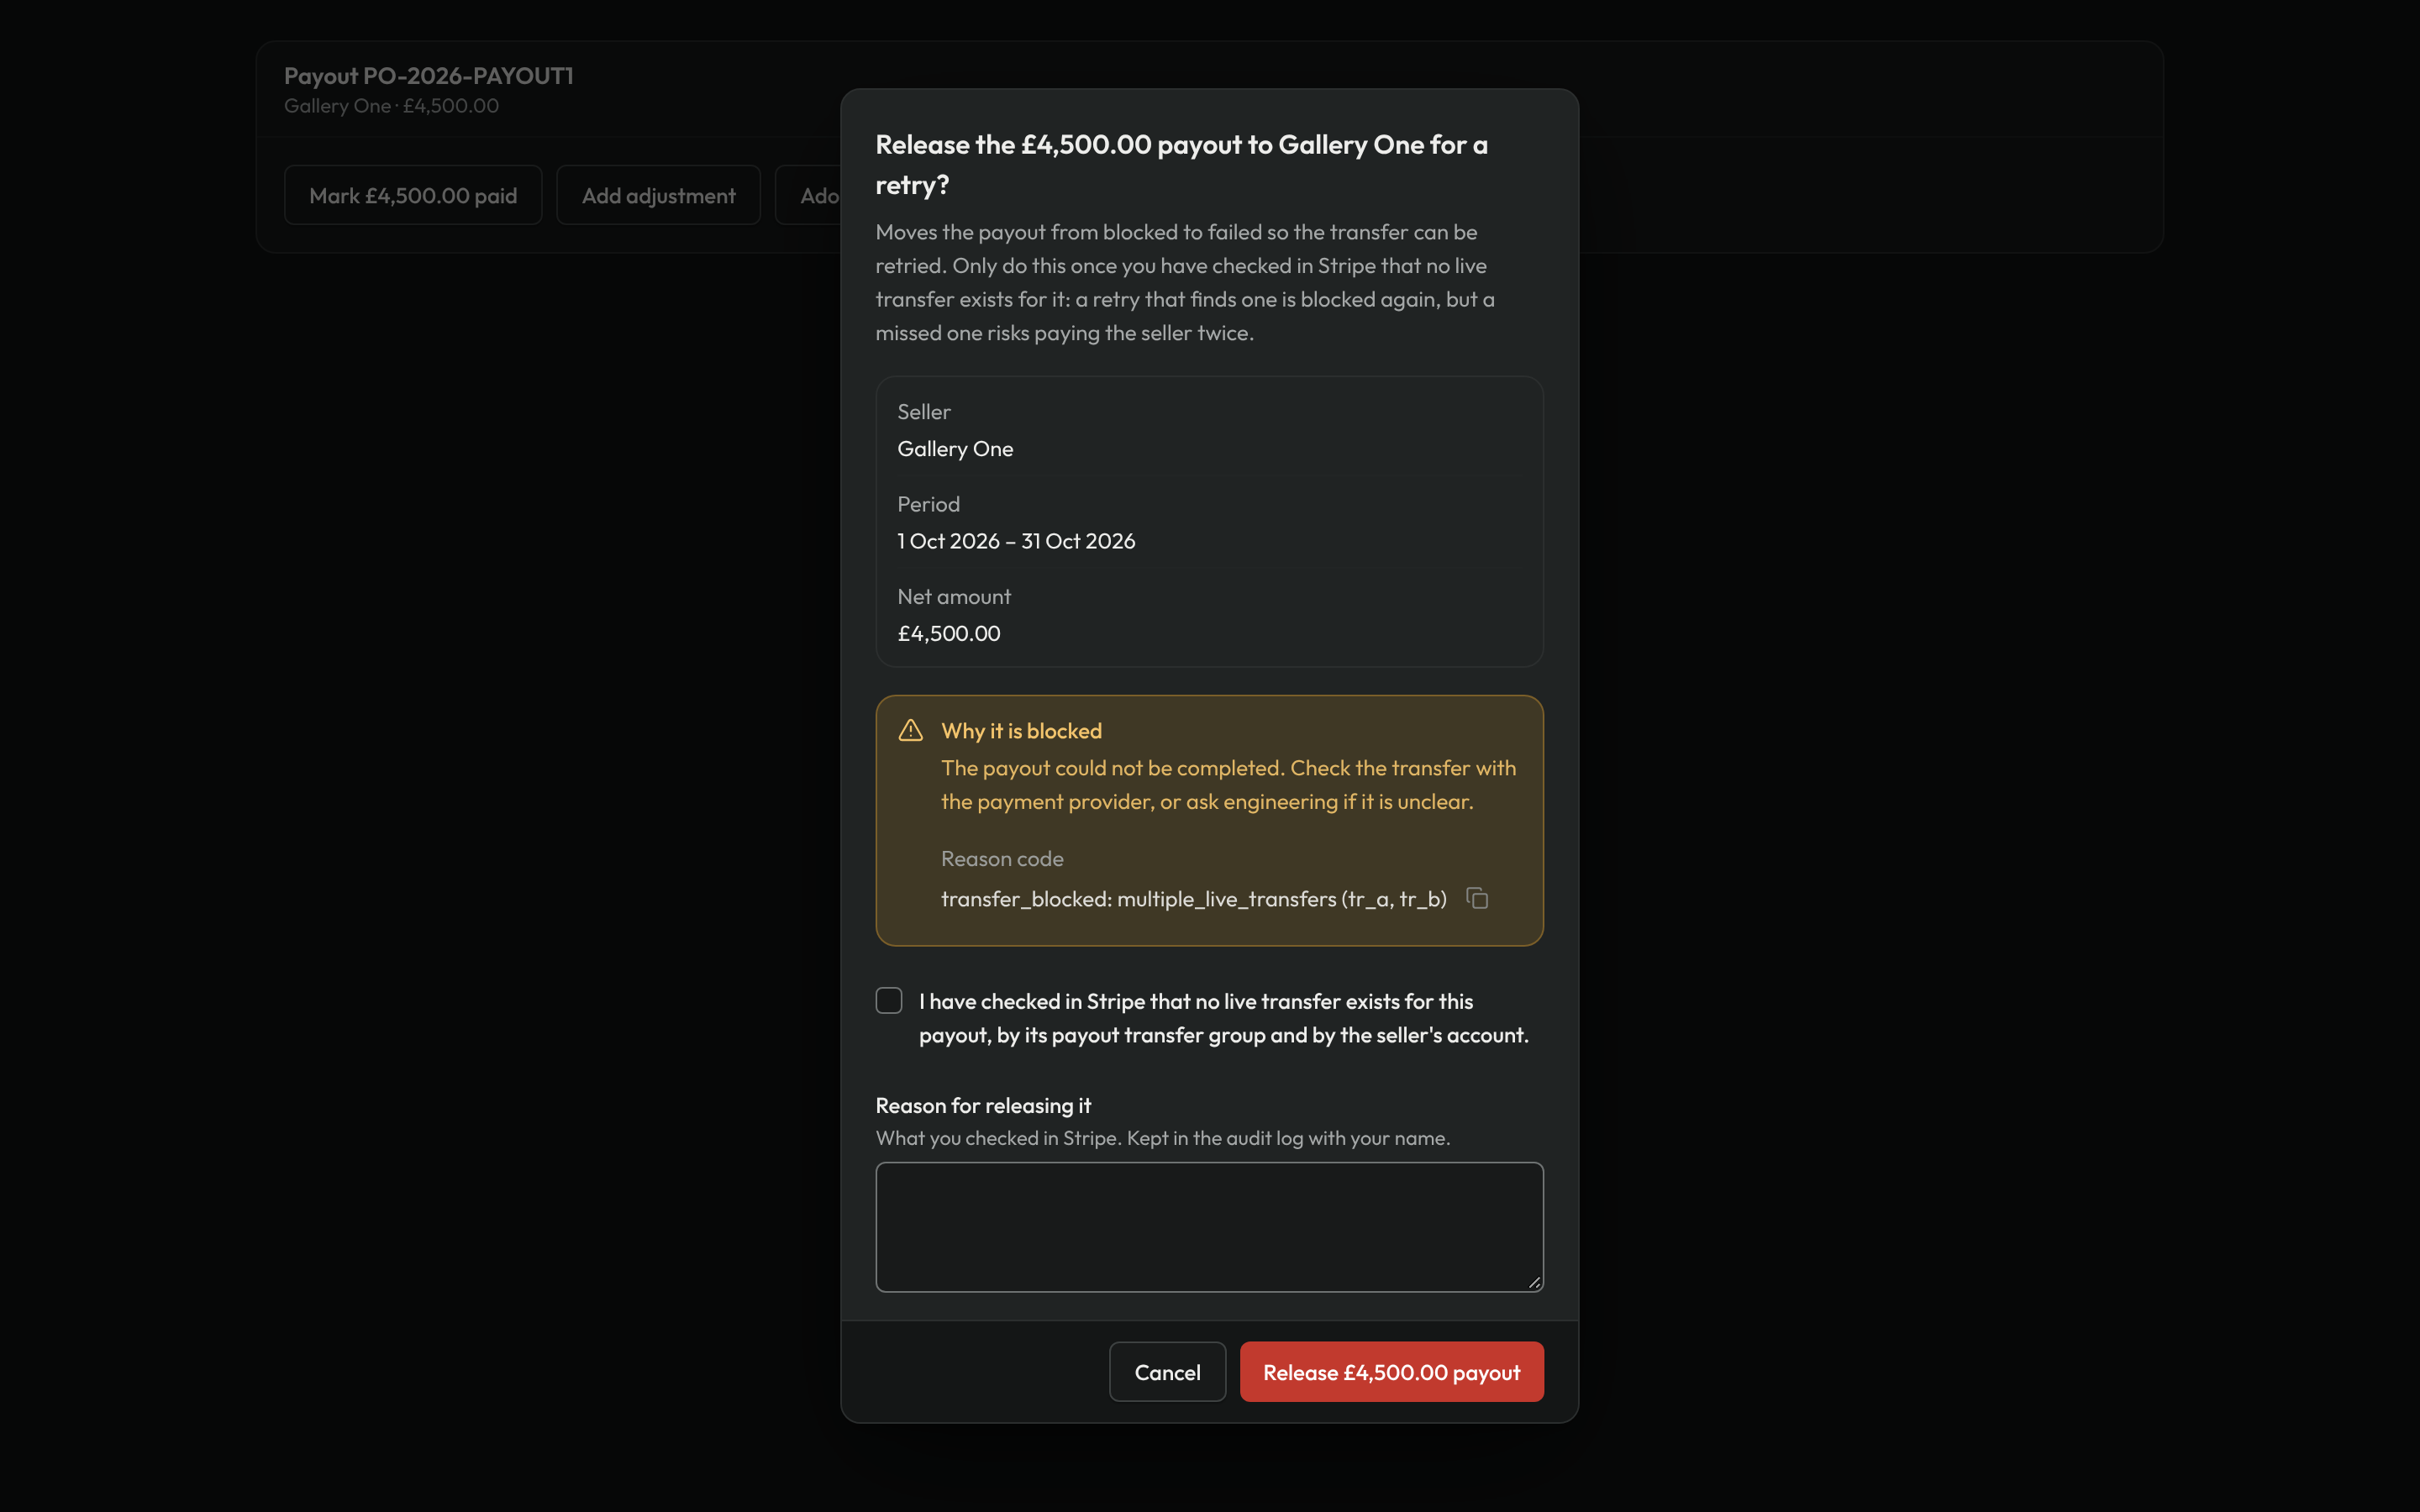 Payout PO-2026-PAYOUT1
Gallery One · £4,500.00
Mark £4,500.00 paid
Add adjustment
Release the £4,500.00 payout to Gallery One for a
retry?
Moves the payout from blocked to failed so the transfer can be
retried. Only do this once you have checked in Stripe that no live
transfer exists for it: a retry that finds one is blocked again, but a
missed one risks paying the seller twice.
Seller
Gallery One
Period
1 Oct 2026 – 31 Oct 2026
Net amount
£4,500.00
Why it is blocked
The payout could not be completed. Check the transfer with
the payment provider, or ask engineering if it is unclear.
Reason code
transfer_blocked: multiple_live_transfers (tr_a, tr_b)
I have checked in Stripe that no live transfer exists for this
payout, by its payout transfer group and by the seller's account.
Reason for releasing it
What you checked in Stripe. Kept in the audit log with your name.
Cancel
Release £4,500.00 payout